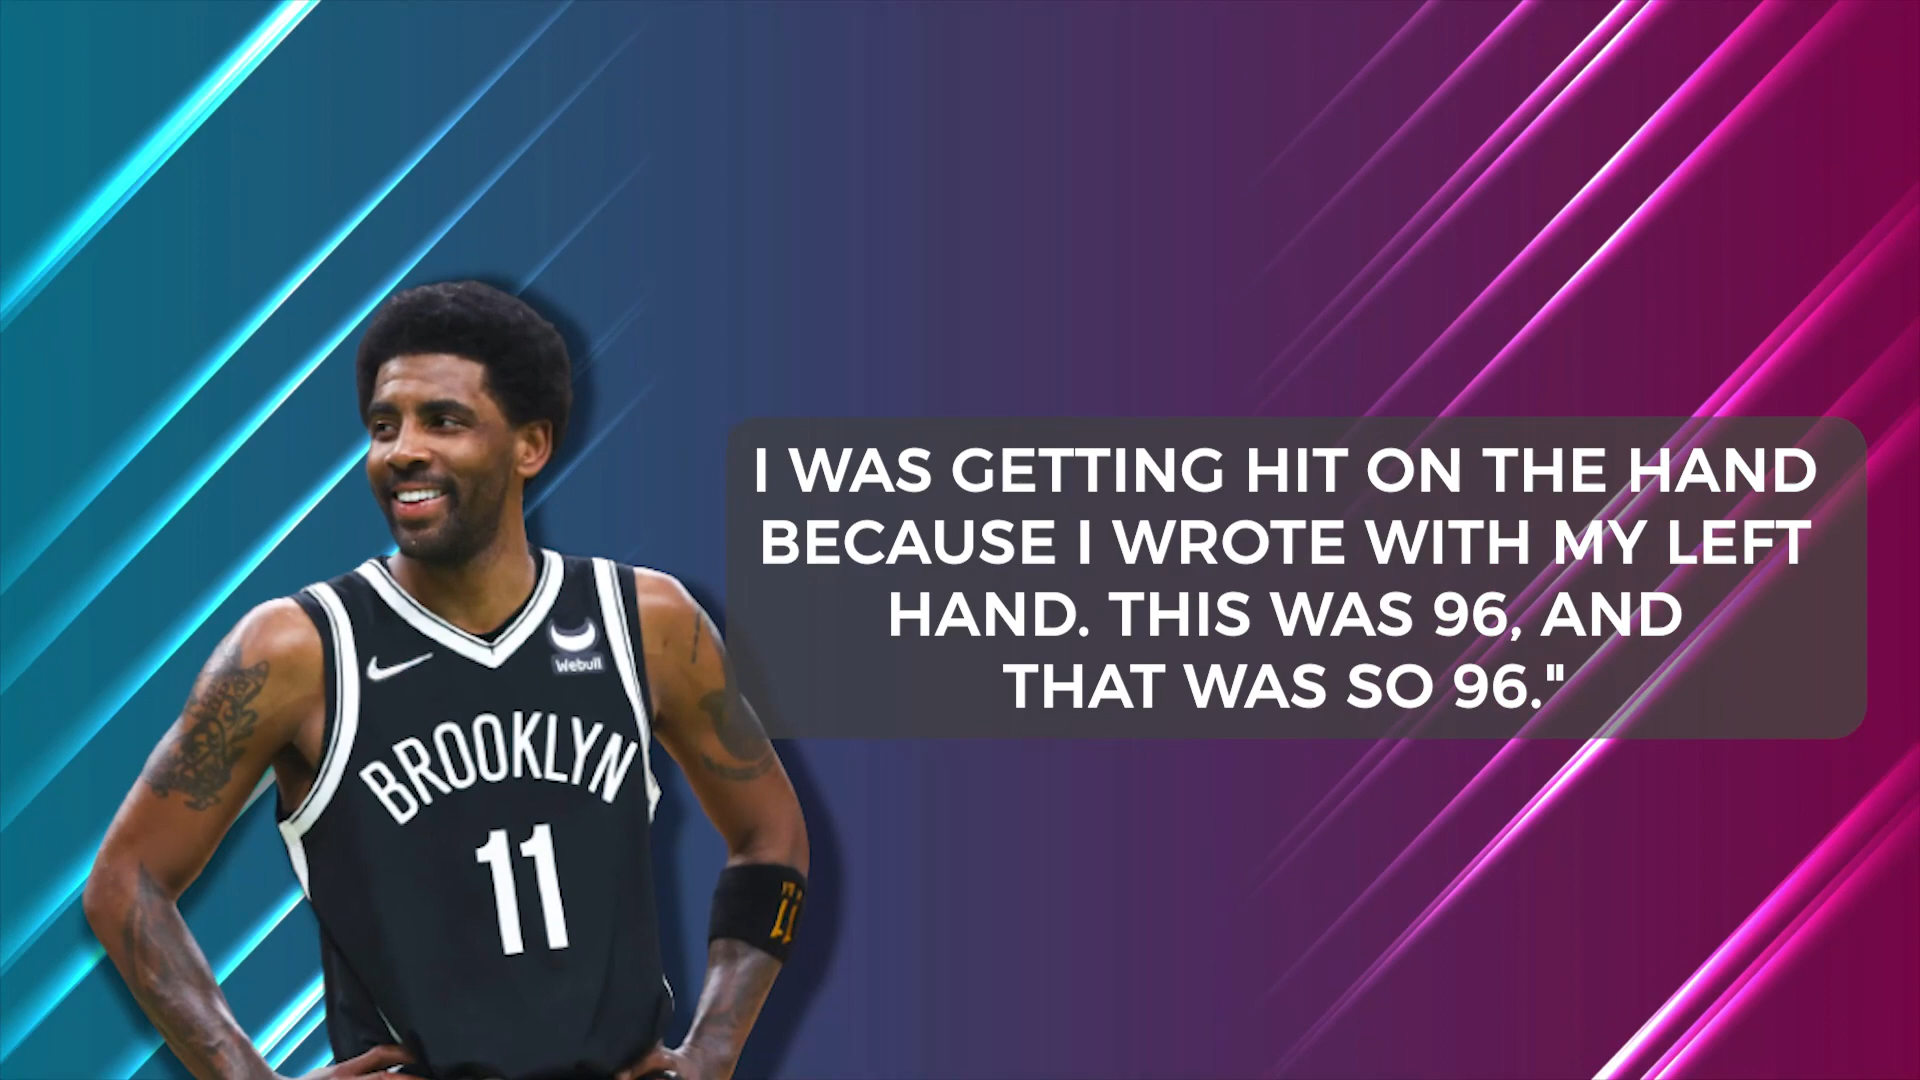 I WAS GETTING HIT ON THE HAND
BECAUSE I WROTE WITH MY LEFT
HAND. THIS WAS 96, AND
THAT WAS SO 96."
Webull
BROOKLYN
11
11